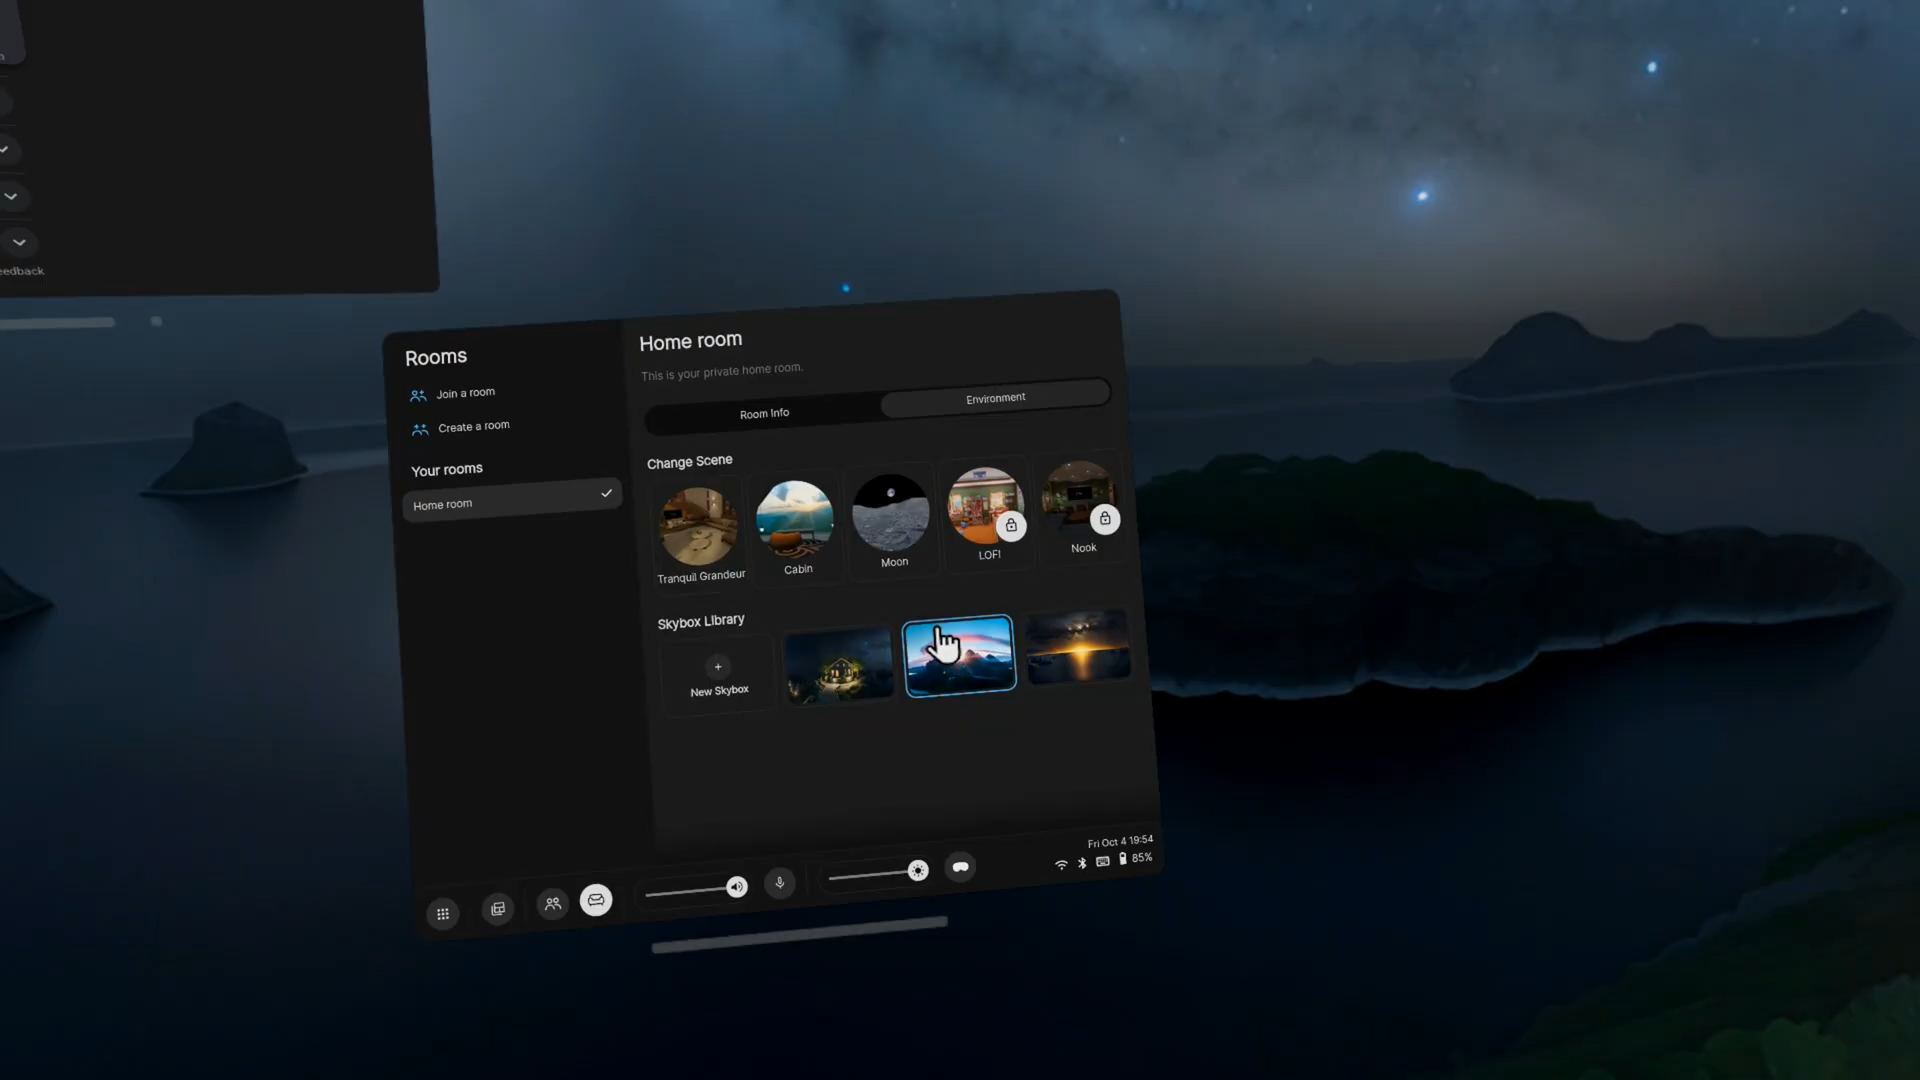 eedback
Rooms
Join a room
Create a room
Your rooms
Home room
Home room
This is your private home room.
Room Info
Environment
Change Scene
Tranquil Grandeur
Cabin
Moon
LOFI
Nook
Skybox Library
+
New Skybox
Fri Oct 4 19:54
85%